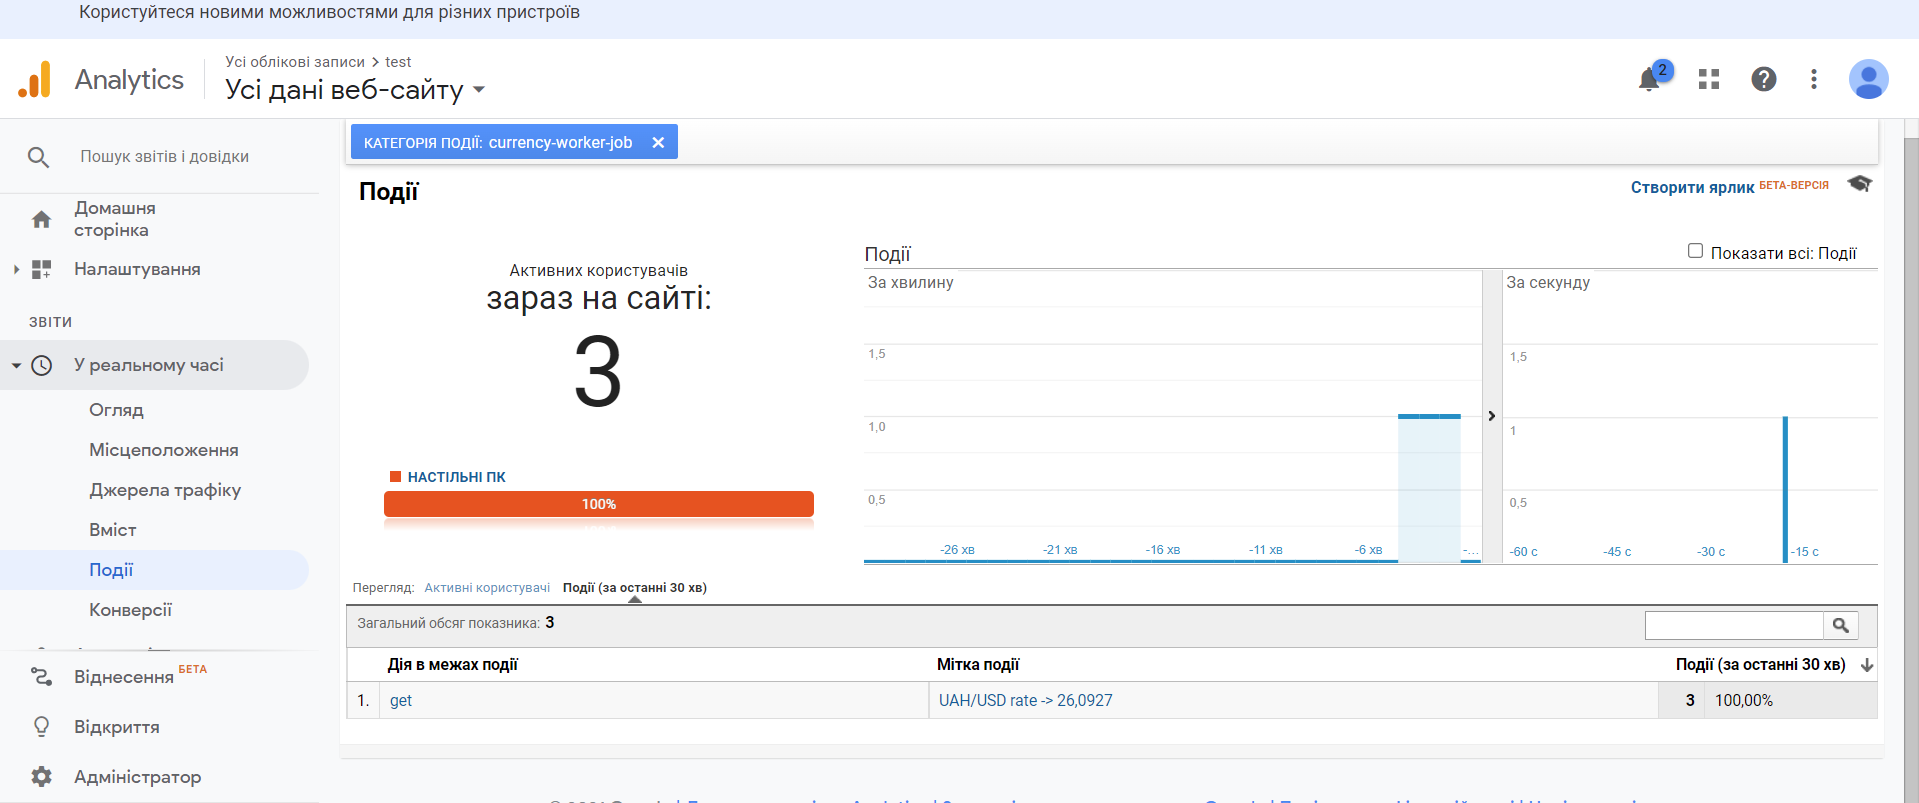 Користуйтеся новими можливостями для різних пристроїв
Analytics
Усі облікові записи > test
Усі дані веб-сайту
2
Пошук звітів і довідки
Домашня
сторінка
Налаштування
ЗВІТИ
У реальному часі
Огляд
Місцеположення
Джерела трафіку
Вміст
Події
Конверсії
Віднесення БЕТА
Відкриття
Адміністратор
КАТЕГОРІЯ ПОДІЇ: currency-worker-job
Події
Створити ярлик БЕТА-ВЕРСІЯ
Активних користувачів
зараз на сайті:
3
НАСТІЛЬНІ ПК
100%
Події
Показати всі: Події
За хвилину
1,5
1,0
0,5
-26 хв -21 хв -16 хв -11 хв -6 хв -...
За секунду
1,5
1
0,5
-60 с -45 с -30 с -15 с
Перегляд: Активні користувачі Події (за останні 30 хв)
Загальний обсяг показника: 3
Дія в межах події Мітка події Події (за останні 30 хв)
1. get UAH/USD rate -> 26,0927 3 100,00%